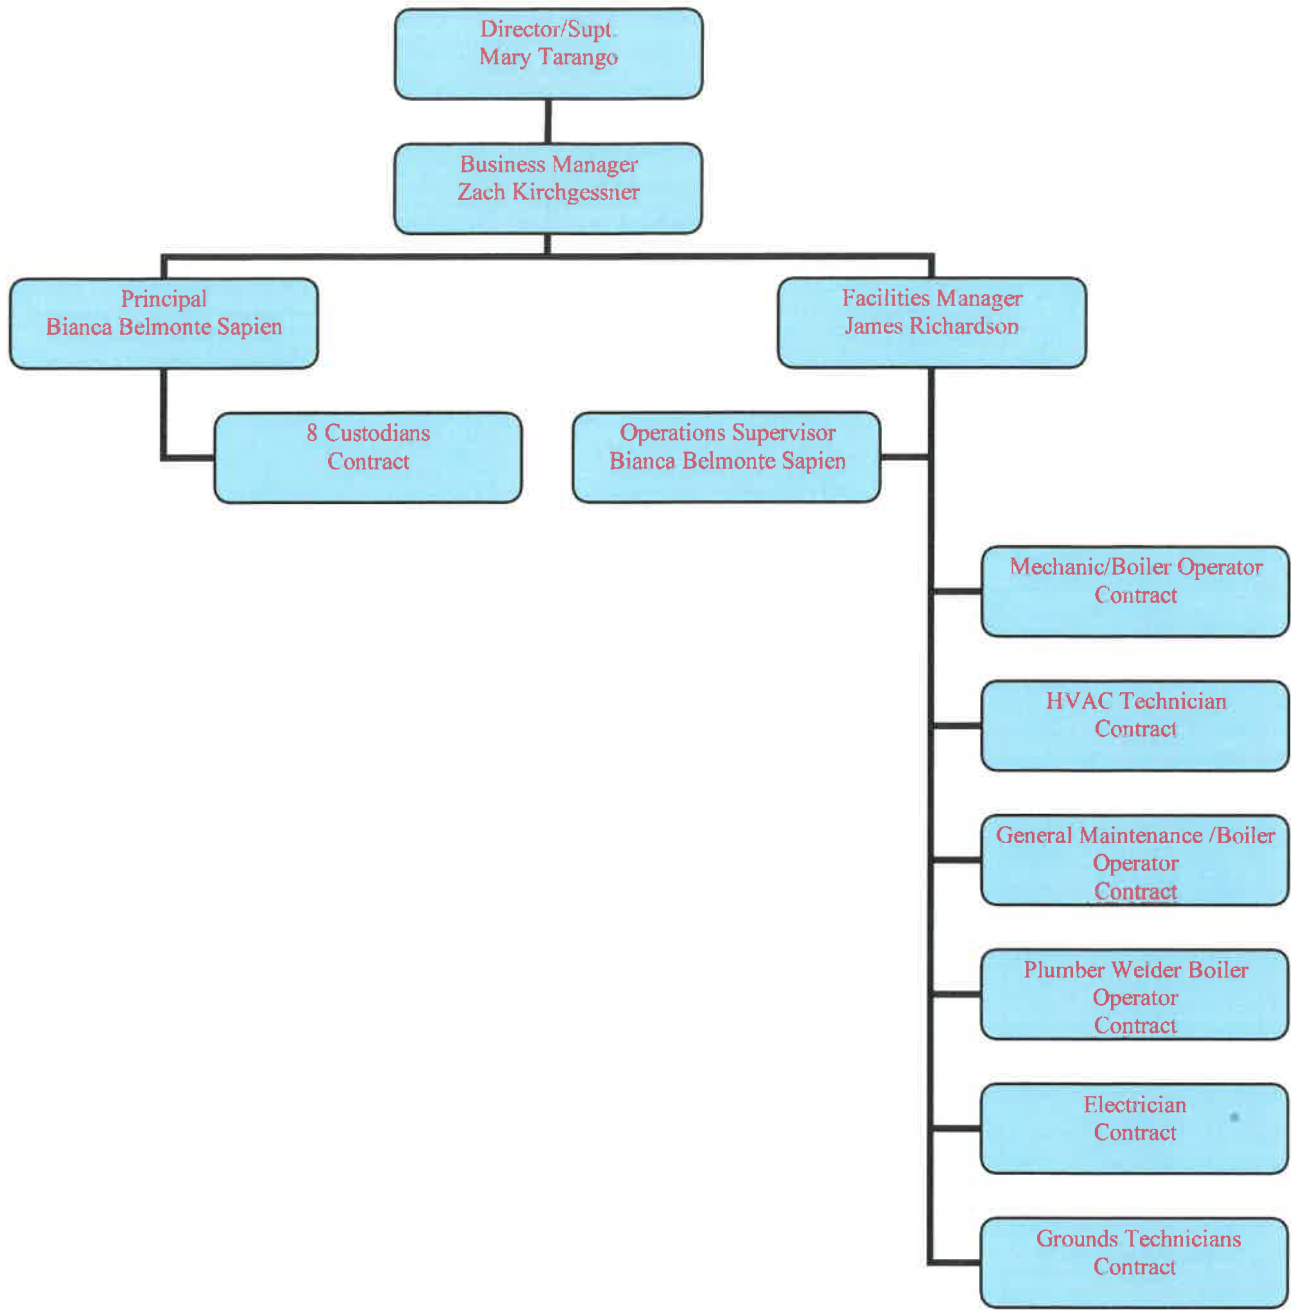 Director/Supt.
Mary Tarango
Business Manager
Zach Kirchgessner
Principal
Bianca Belmonte Sapien
Facilities Manager
James Richardson
8 Custodians
Contract
Operations Supervisor
Bianca Belmonte Sapien
Mechanic/Boiler Operator
Contract
HVAC Technician
Contract
General Maintenance /Boiler
Operator
Contract
Plumber Welder Boiler
Operator
Contract
Electrician
Contract
Grounds Technicians
Contract